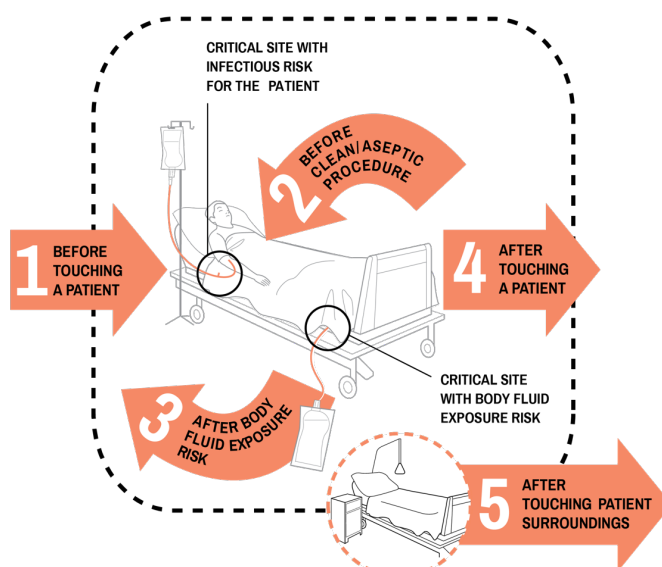 CRITICAL SITE WITH
INFECTIOUS RISK
FOR THE PATIENT
2
BEFORE
CLEAN/ASEPTIC
PROCEDURE
1
BEFORE
TOUCHING
A PATIENT
4
AFTER
TOUCHING
A PATIENT
CRITICAL SITE
WITH BODY FLUID
EXPOSURE RISK
3
AFTER BODY
FLUID EXPOSURE
RISK
5
AFTER
TOUCHING PATIENT
SURROUNDINGS